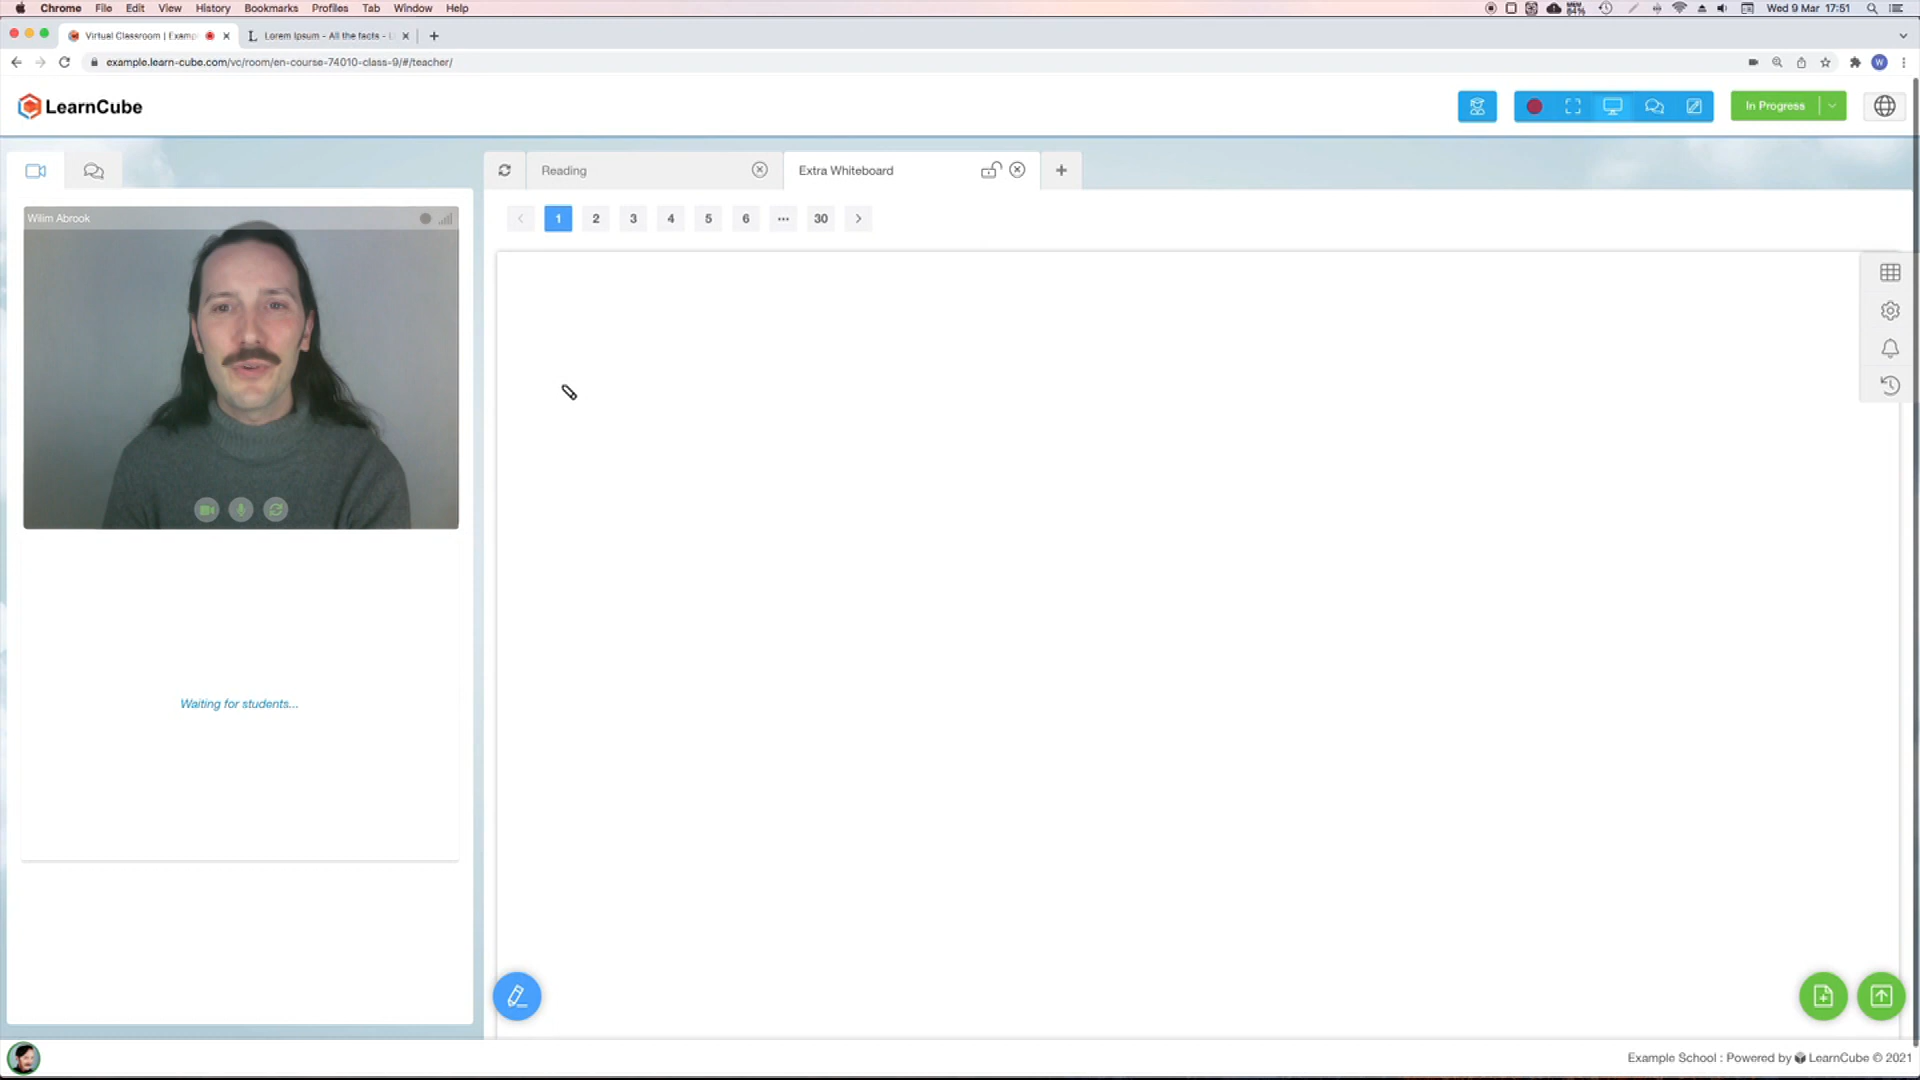 Chrome File Edit View History Bookmarks Profiles Tab Window Help
84% Wed 9 Mar 17:51
Virtual Classroom | Examp
Lorem Ipsum - All the facts - L
example.learn-cube.com/vc/room/en-course-74010-class-9/#/teacher/
W
LearnCube
In Progress
Reading
Extra Whiteboard
+
Wilim Abrook
< 1 2 3 4 5 6 ••• 30 >
Waiting for students...
Example School : Powered by LearnCube © 2021